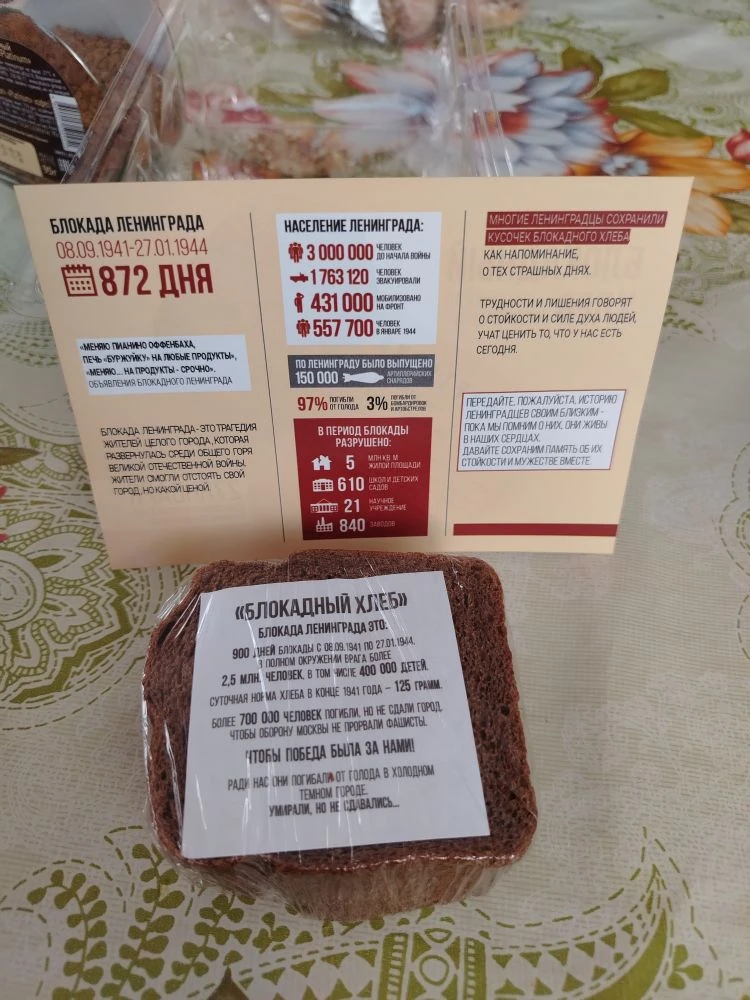 БЛОКАДА ЛЕНИНГРАДА
08.09.1941-27.01.1944
872 ДНЯ
«МЕНЯЮ ПИАНИНО ОФФЕНБАХА,
ПЕЧЬ «БУРЖУЙКУ» НА ЛЮБЫЕ ПРОДУКТЫ»,
«МЕНЯЮ... НА ПРОДУКТЫ - СРОЧНО».
ОБЪЯВЛЕНИЯ БЛОКАДНОГО ЛЕНИНГРАДА
БЛОКАДА ЛЕНИНГРАДА - ЭТО ТРАГЕДИЯ
ЖИТЕЛЕЙ ЦЕЛОГО ГОРОДА, КОТОРАЯ
РАЗВЕРНУЛАСЬ СРЕДИ ОБЩЕГО ГОРЯ
ВЕЛИКОЙ ОТЕЧЕСТВЕННОЙ ВОЙНЫ.
ЖИТЕЛИ СМОГЛИ ОТСТОЯТЬ СВОЙ
ГОРОД, НО КАКОЙ ЦЕНОЙ.
НАСЕЛЕНИЕ ЛЕНИНГРАДА:
3 000 000 ЧЕЛОВЕК ДО НАЧАЛА ВОЙНЫ
1 763 120 ЧЕЛОВЕК ЭВАКУИРОВАЛИ
431 000 МОБИЛИЗОВАНО НА ФРОНТ
557 700 ЧЕЛОВЕК В ЯНВАРЕ 1944
ПО ЛЕНИНГРАДУ БЫЛО ВЫПУЩЕНО
150 000 АРТИЛЛЕРИЙСКИХ СНАРЯДОВ
97% ПОГИБЛИ ОТ ГОЛОДА 3% ПОГИБЛИ ОТ БОМБАРДИРОВОК И АРТОБСТРЕЛОВ
В ПЕРИОД БЛОКАДЫ
РАЗРУШЕНО:
5 МЛН КВ. М ЖИЛОЙ ПЛОЩАДИ
610 ШКОЛ И ДЕТСКИХ САДОВ
21 НАУЧНОЕ УЧРЕЖДЕНИЕ
840 ЗАВОДОВ
МНОГИЕ ЛЕНИНГРАДЦЫ СОХРАНИЛИ
КУСОЧЕК БЛОКАДНОГО ХЛЕБА
КАК НАПОМИНАНИЕ,
О ТЕХ СТРАШНЫХ ДНЯХ.
ТРУДНОСТИ И ЛИШЕНИЯ ГОВОРЯТ
О СТОЙКОСТИ И СИЛЕ ДУХА ЛЮДЕЙ,
УЧАТ ЦЕНИТЬ ТО, ЧТО У НАС ЕСТЬ
СЕГОДНЯ.
ПЕРЕДАЙТЕ, ПОЖАЛУЙСТА, ИСТОРИЮ
ЛЕНИНГРАДЦЕВ СВОИМ БЛИЗКИМ -
ПОКА МЫ ПОМНИМ О НИХ, ОНИ ЖИВЫ
В НАШИХ СЕРДЦАХ.
ДАВАЙТЕ СОХРАНИМ ПАМЯТЬ ОБ ИХ
СТОЙКОСТИ И МУЖЕСТВЕ ВМЕСТЕ.
«БЛОКАДНЫЙ ХЛЕБ»
БЛОКАДА ЛЕНИНГРАДА ЭТО:
900 ДНЕЙ БЛОКАДЫ С 08.09.1941 ПО 27.01.1944.
В ПОЛНОМ ОКРУЖЕНИИ ВРАГА БОЛЕЕ
2,5 МЛН. ЧЕЛОВЕК, В ТОМ ЧИСЛЕ 400 000 ДЕТЕЙ.
СУТОЧНАЯ НОРМА ХЛЕБА В КОНЦЕ 1941 ГОДА – 125 ГРАММ.
БОЛЕЕ 700 000 ЧЕЛОВЕК ПОГИБЛИ, НО НЕ СДАЛИ ГОРОД,
ЧТОБЫ ОБОРОНУ МОСКВЫ НЕ ПРОРВАЛИ ФАШИСТЫ.
ЧТОБЫ ПОБЕДА БЫЛА ЗА НАМИ!
РАДИ НАС ОНИ ПОГИБАЛИ ОТ ГОЛОДА В ХОЛОДНОМ
ТЕМНОМ ГОРОДЕ.
УМИРАЛИ, НО НЕ СДАВАЛИСЬ...